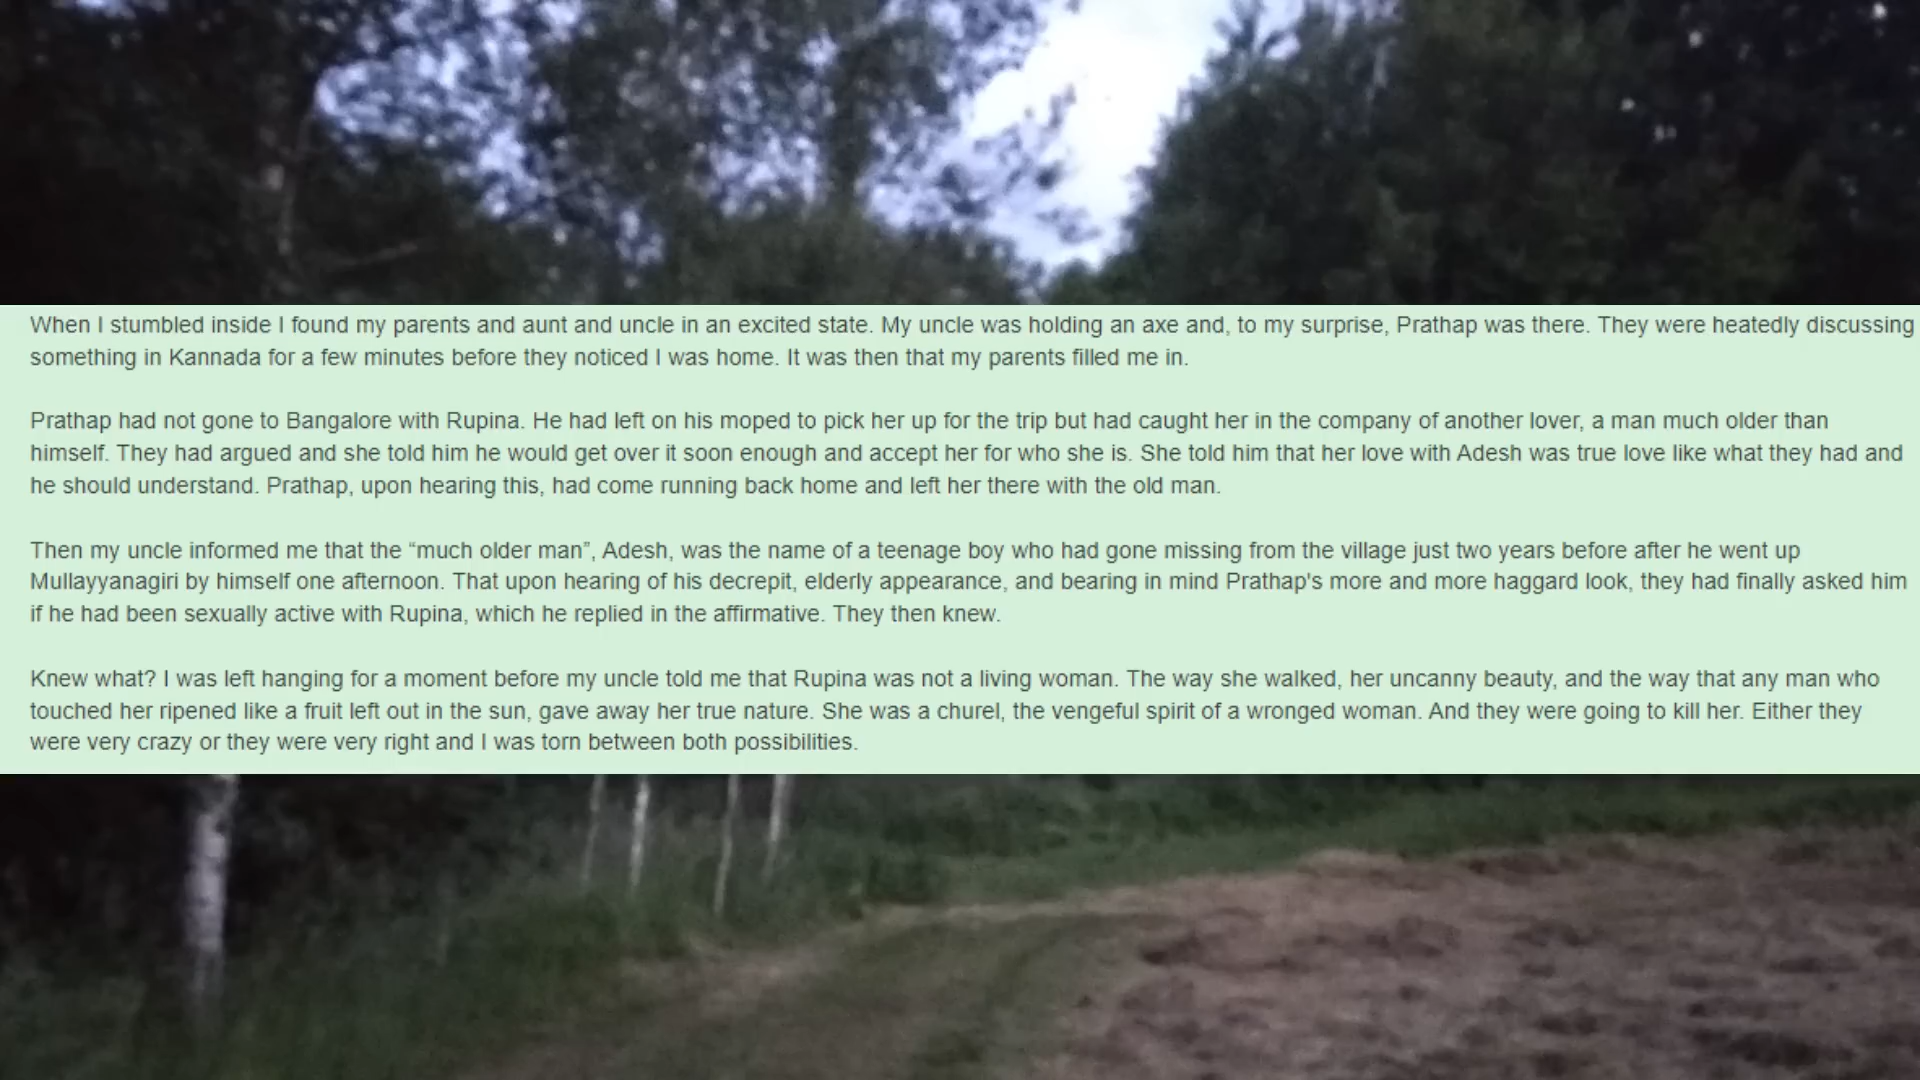 When I stumbled inside I found my parents and aunt and uncle in an excited state. My uncle was holding an axe and, to my surprise, Prathap was there. They were heatedly discussing
something in Kannada for a few minutes before they noticed I was home. It was then that my parents filled me in.
Prathap had not gone to Bangalore with Rupina. He had left on his moped to pick her up for the trip but had caught her in the company of another lover, a man much older than
himself. They had argued and she told him he would get over it soon enough and accept her for who she is. She told him that her love with Adesh was true love like what they had and
he should understand. Prathap, upon hearing this, had come running back home and left her there with the old man.
Then my uncle informed me that the “much older man”, Adesh, was the name of a teenage boy who had gone missing from the village just two years before after he went up
Mullayyanagiri by himself one afternoon. That upon hearing of his decrepit, elderly appearance, and bearing in mind Prathap's more and more haggard look, they had finally asked him
if he had been sexually active with Rupina, which he replied in the affirmative. They then knew.
Knew what? I was left hanging for a moment before my uncle told me that Rupina was not a living woman. The way she walked, her uncanny beauty, and the way that any man who
touched her ripened like a fruit left out in the sun, gave away her true nature. She was a churel, the vengeful spirit of a wronged woman. And they were going to kill her. Either they
were very crazy or they were very right and I was torn between both possibilities.